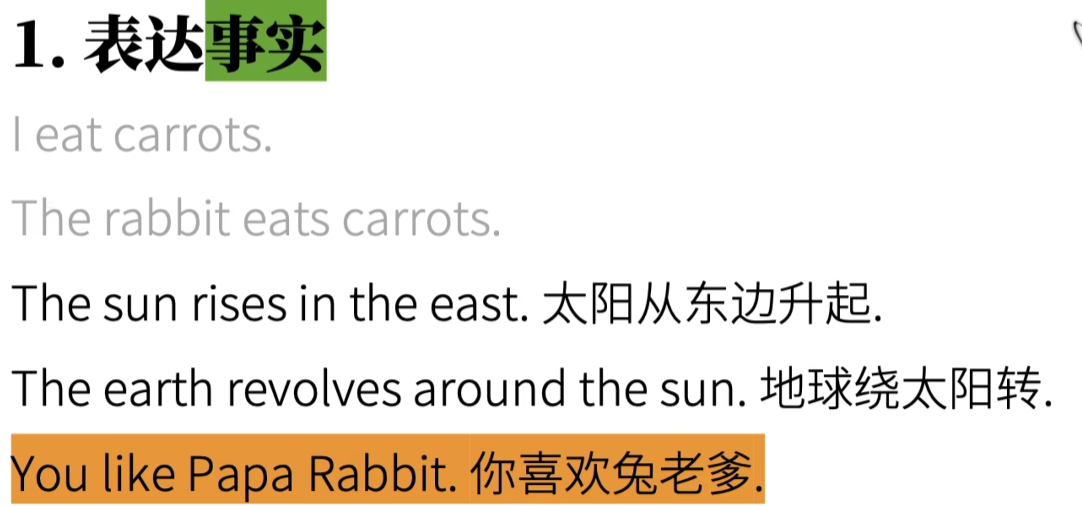 1. 表达事实
I eat carrots.
The rabbit eats carrots.
The sun rises in the east. 太阳从东边升起.
The earth revolves around the sun. 地球绕太阳转.
You like Papa Rabbit. 你喜欢兔老爹.